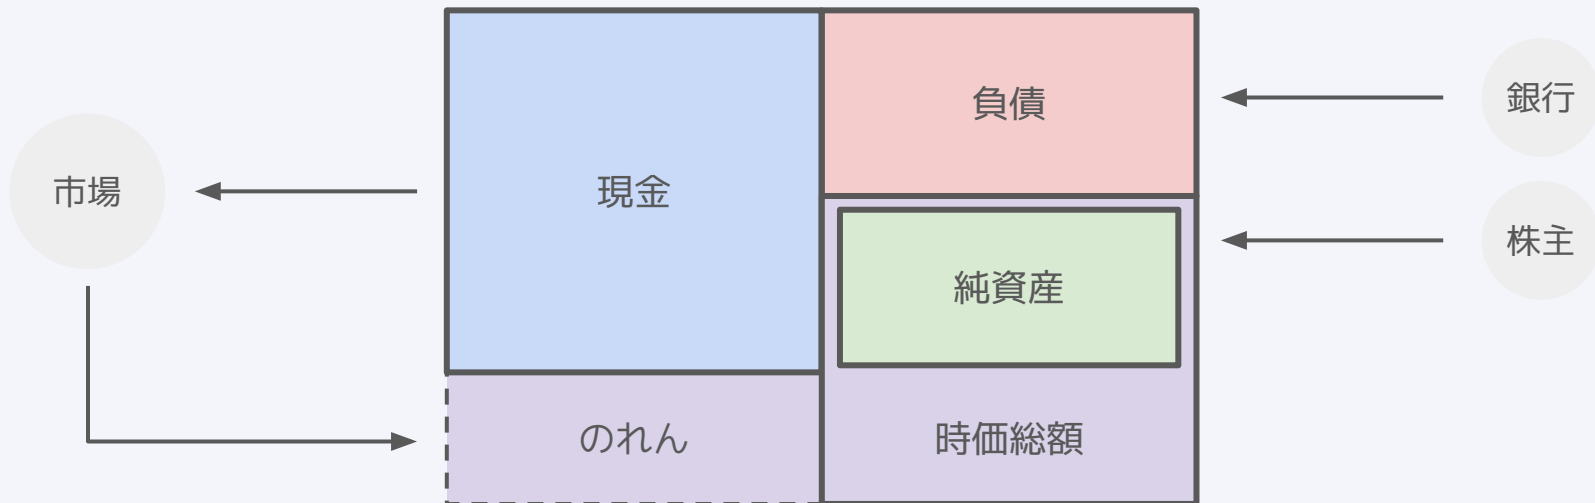 市場
現金
負債
純資産
のれん
時価総額
銀行
株主